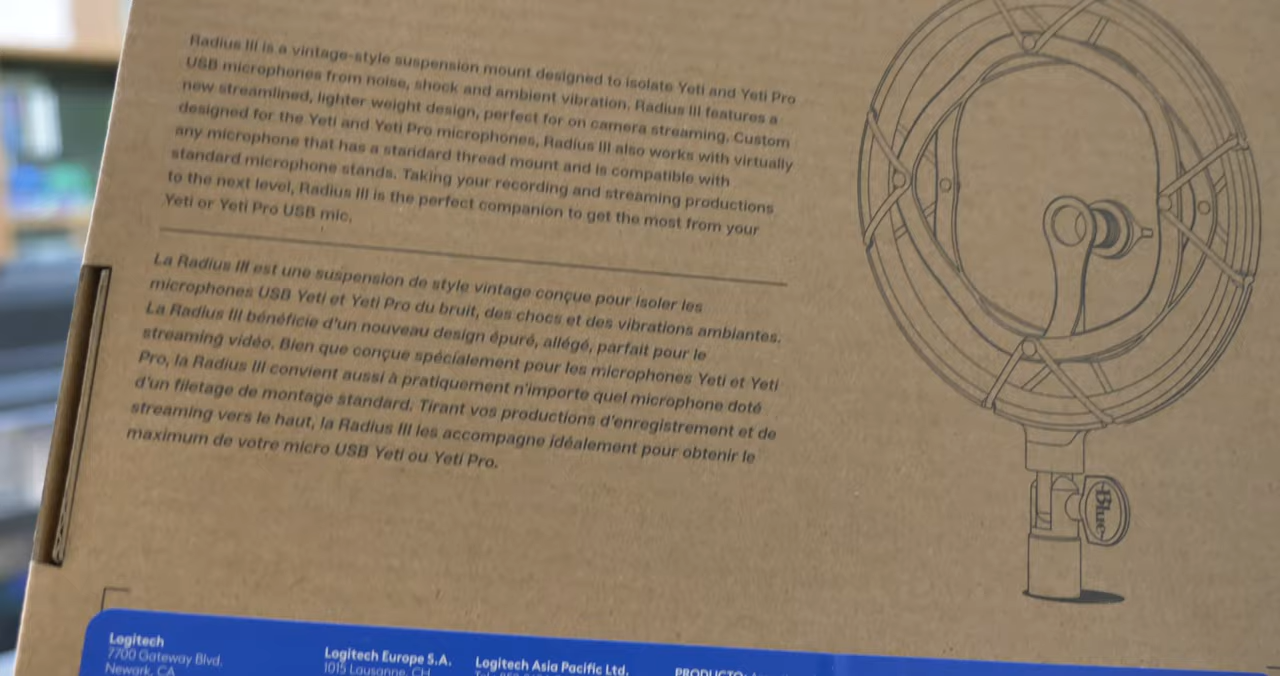 Radius III is a vintage-style suspension mount designed to isolate Yeti and Yeti Pro
USB microphones from noise, shock and ambient vibration. Radius III features a
new streamlined, lighter weight design, perfect for on camera streaming. Custom
designed for the Yeti and Yeti Pro microphones, Radius III also works with virtually
any microphone that has a standard thread mount and is compatible with
standard microphone stands. Taking your recording and streaming productions
to the next level, Radius III is the perfect companion to get the most from your
Yeti or Yeti Pro USB mic.
La Radius III est une suspension de style vintage conçue pour isoler les
microphones USB Yeti et Yeti Pro du bruit, des chocs et des vibrations ambiantes.
La Radius III bénéficie d'un nouveau design épuré, allégé, parfait pour le
streaming vidéo. Bien que conçue spécialement pour les microphones Yeti et Yeti
Pro, la Radius III convient aussi à pratiquement n'importe quel microphone doté
d'un filetage de montage standard. Tirant vos productions d'enregistrement et de
streaming vers le haut, la Radius III les accompagne idéalement pour obtenir le
maximum de votre micro USB Yeti ou Yeti Pro.
Blue
Logitech
7700 Gateway Blvd.
Newark, CA
Logitech Europe S.A.
1015 Lausanne, CH
Logitech Asia Pacific Ltd.
PRODUCTO: